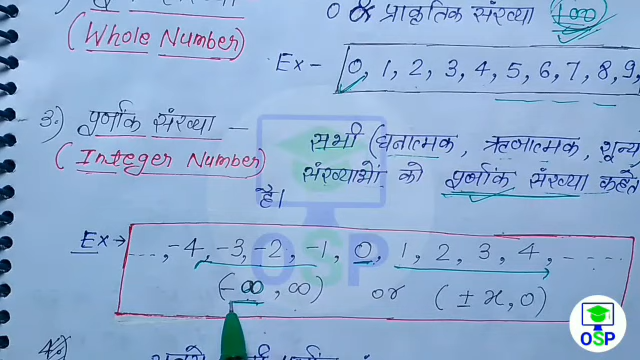 0 & प्राकृतिक संख्या
(Whole Number)
Ex- 0, 1, 2, 3, 4, 5, 6, 7, 8, 9,
3.) पूर्णांक संख्या -
(Integer Number)
सभी (धनात्मक, ऋणात्मक, शून्य
संख्याओं को पूर्णांक संख्या कहते
है।
Ex→ ..., -4, -3, -2, -1, 0, 1, 2, 3, 4, - - - -
(-∞, ∞) or (± x, 0)
OSP
OSP